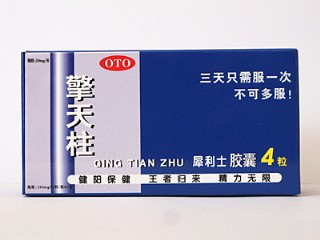 OTO
三天只需服一次
不可多服！
擎天柱
QING TIAN ZHU 犀利士胶囊 4粒
健阳保健 王者归来 精力无限